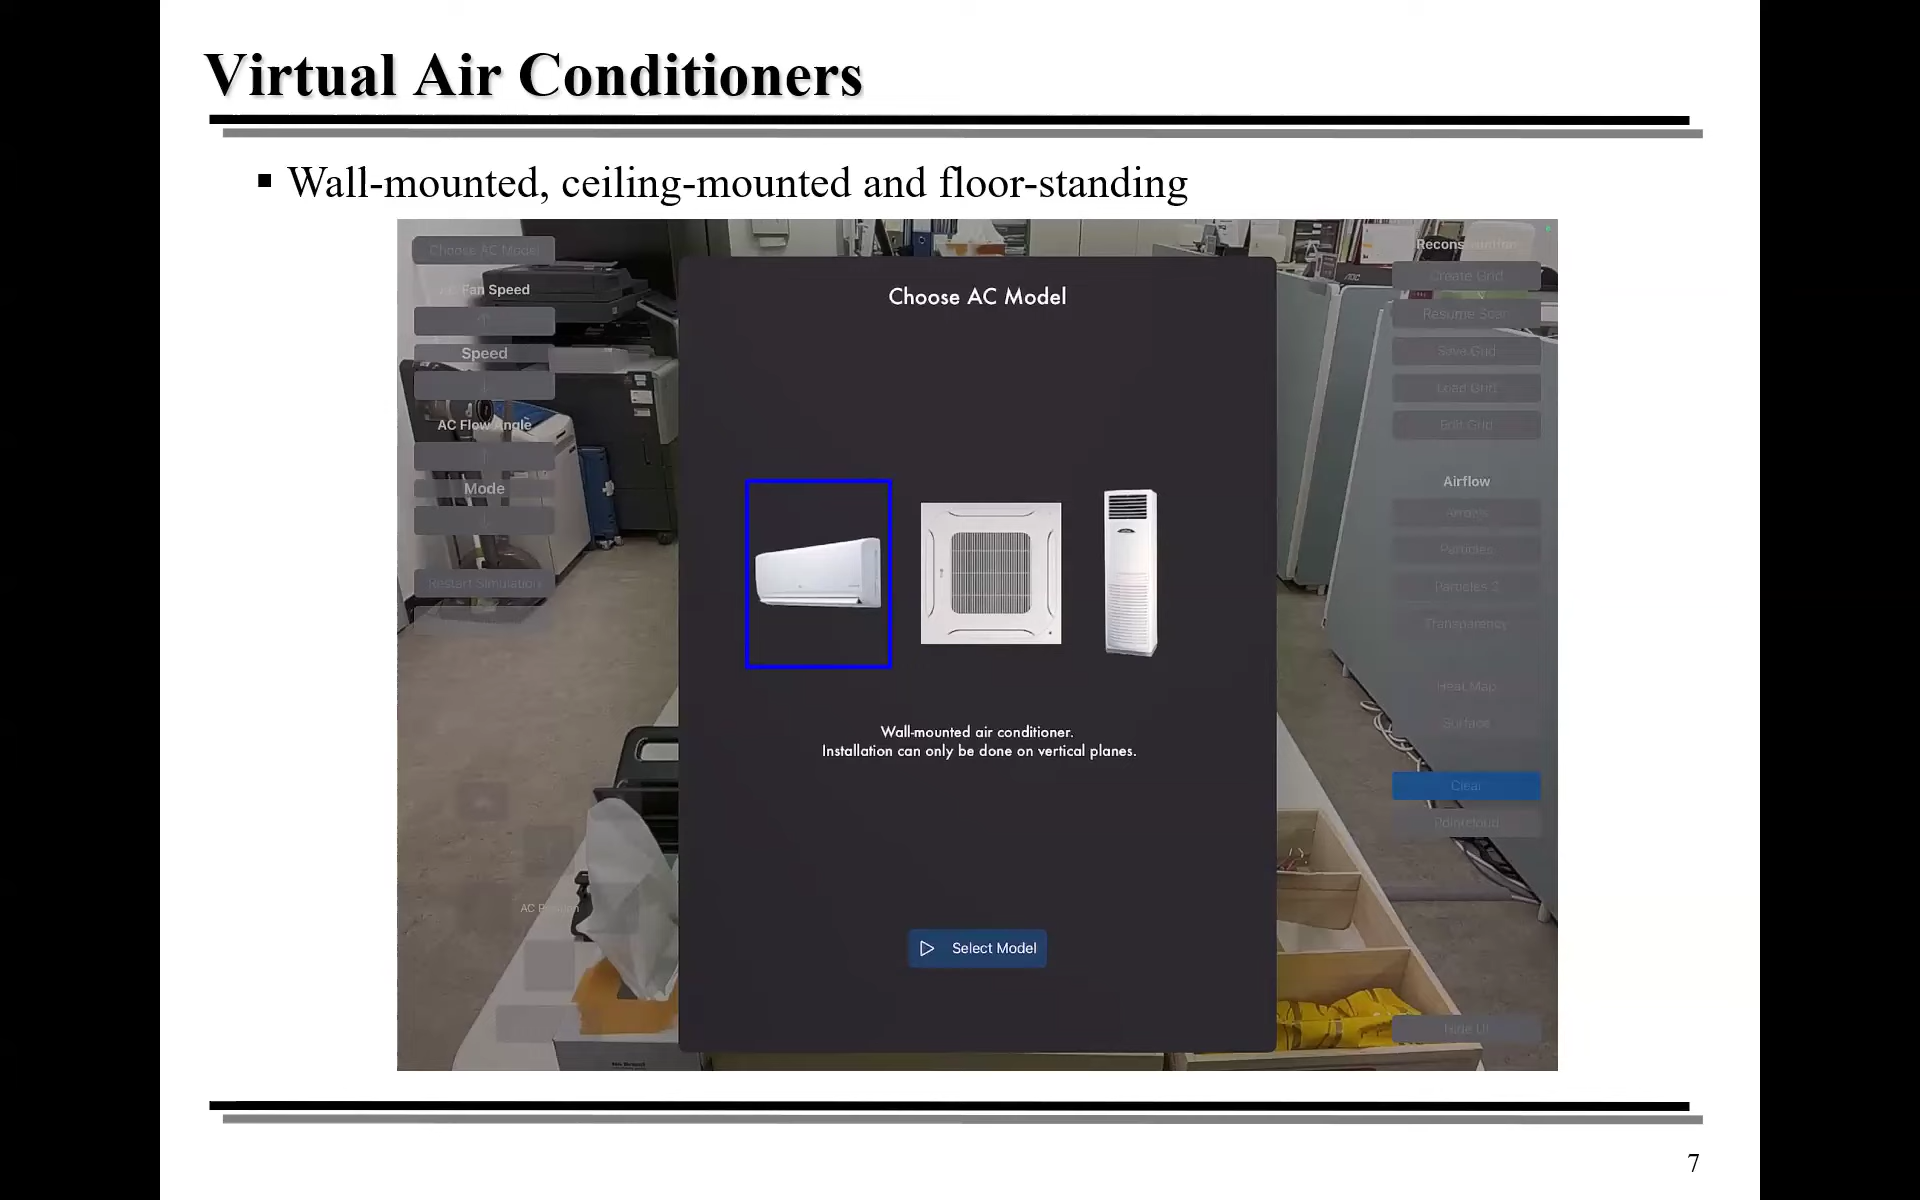 Virtual Air Conditioners
▪ Wall-mounted, ceiling-mounted and floor-standing
Choose AC Model
Fan Speed
Speed
AC Flow Angle
Mode
Restart Simulation
AC Position
Choose AC Model
Wall-mounted air conditioner.
Installation can only be done on vertical planes.
Select Model
Reconstruction
Create Grid
Resume Scan
Save Grid
Load Grid
Edit Grid
Airflow
Arrows
Particles
Particles 2
Transparency
Heat Map
Surface
Clear
Pointcloud
Hide UI
7